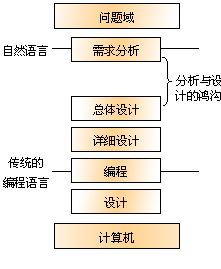 问题域
自然语言
需求分析
分析与设
计的鸿沟
总体设计
详细设计
传统的
编程语言
编程
设计
计算机